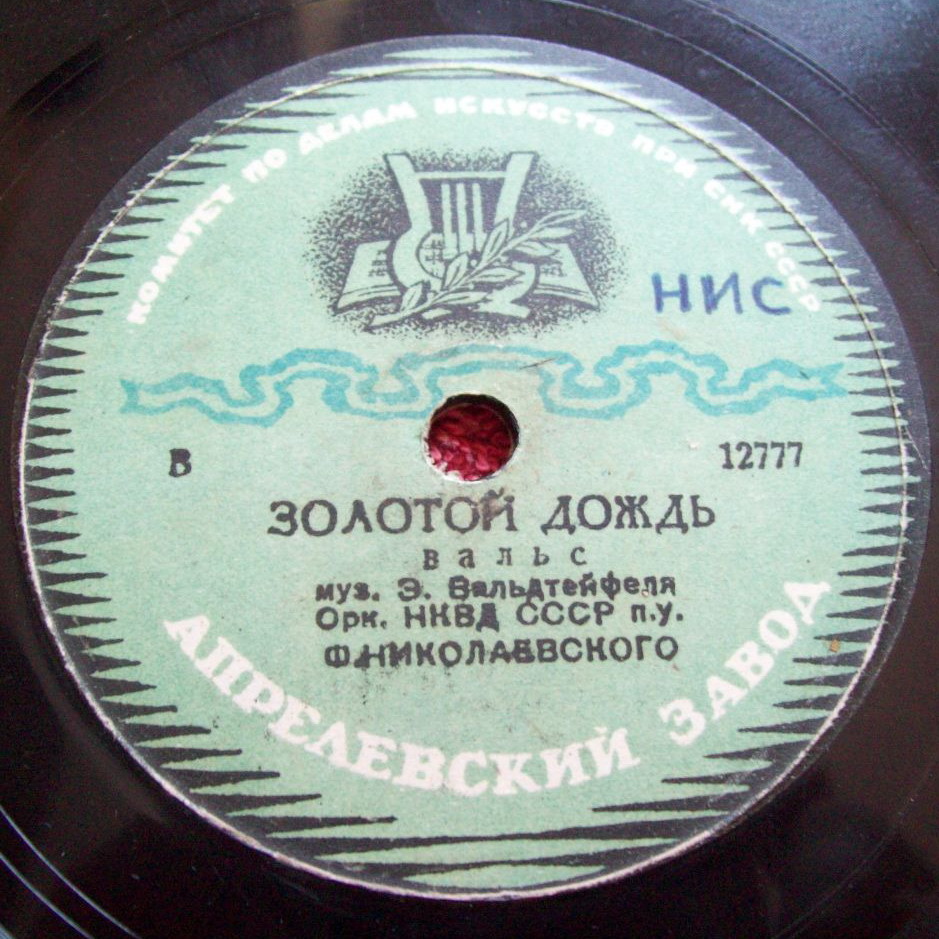 КОМИТЕТ ПО ДЕЛАМ ИСКУССТВ ПРИ СНК СССР
НИС
В 12777
ЗОЛОТОЙ ДОЖДЬ
вальс
муз. Э. Вальдтейфеля
Орк. НКВД СССР п.у.
Ф.НИКОЛАЕВСКОГО
АПРЕЛЕВСКИЙ ЗАВОД